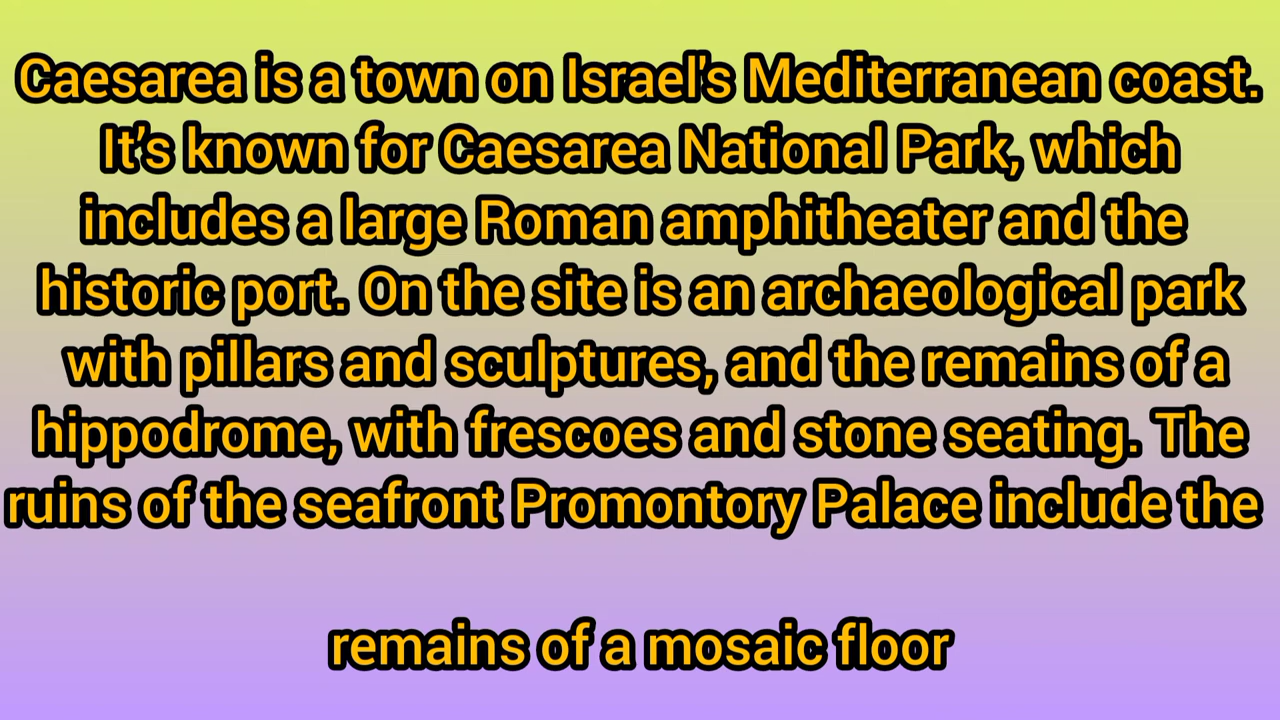 Caesarea is a town on Israel's Mediterranean coast.
It’s known for Caesarea National Park, which
includes a large Roman amphitheater and the
historic port. On the site is an archaeological park
with pillars and sculptures, and the remains of a
hippodrome, with frescoes and stone seating. The
ruins of the seafront Promontory Palace include the
remains of a mosaic floor